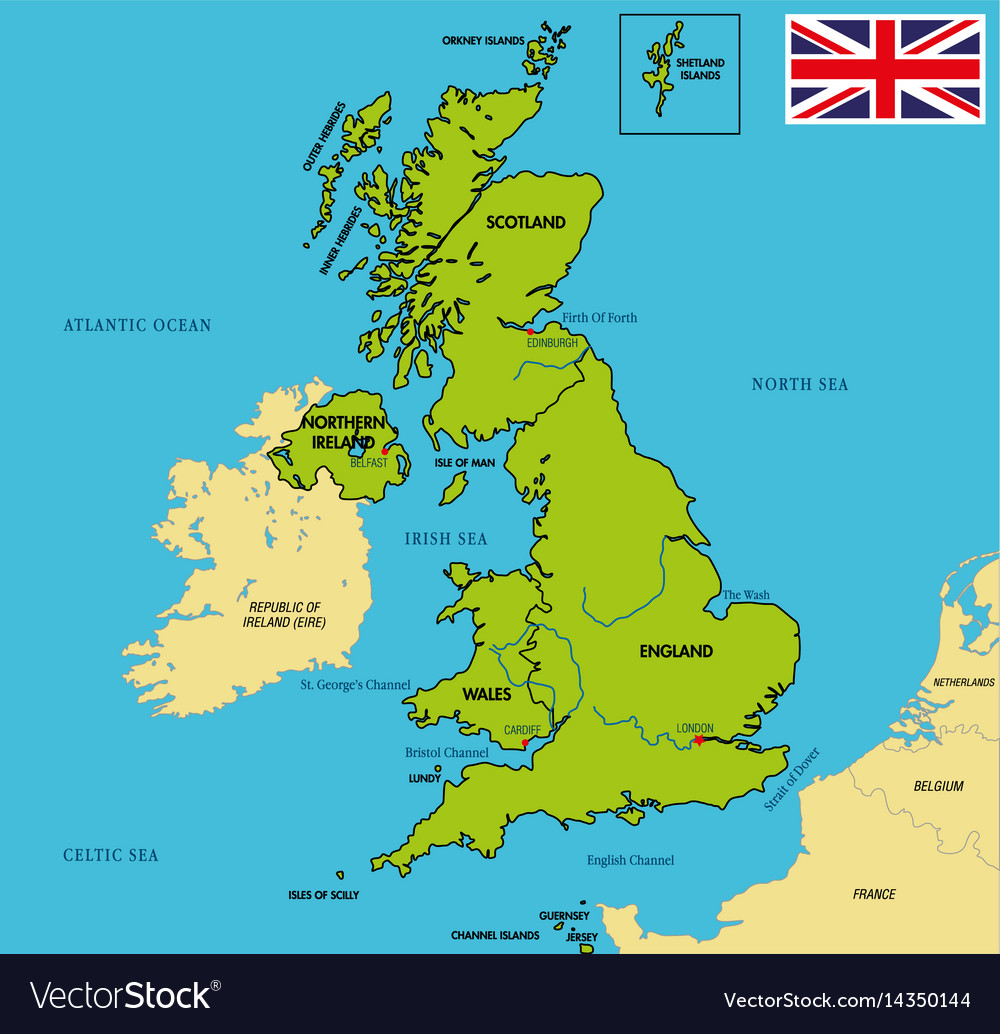 ORKNEY ISLANDS
SHETLAND
ISLANDS
OUTER HEBRIDES
INNER HEBRIDES
SCOTLAND
ATLANTIC OCEAN
Firth Of Forth
EDINBURGH
NORTH SEA
NORTHERN
IRELAND
BELFAST
ISLE OF MAN
IRISH SEA
The Wash
REPUBLIC OF
IRELAND (EIRE)
ENGLAND
St. George's Channel
WALES
NETHERLANDS
CARDIFF
LONDON
Bristol Channel
LUNDY
Strait of Dover
BELGIUM
CELTIC SEA
English Channel
ISLES OF SCILLY
FRANCE
GUERNSEY
CHANNEL ISLANDS
JERSEY
VectorStock®
VectorStock.com/14350144